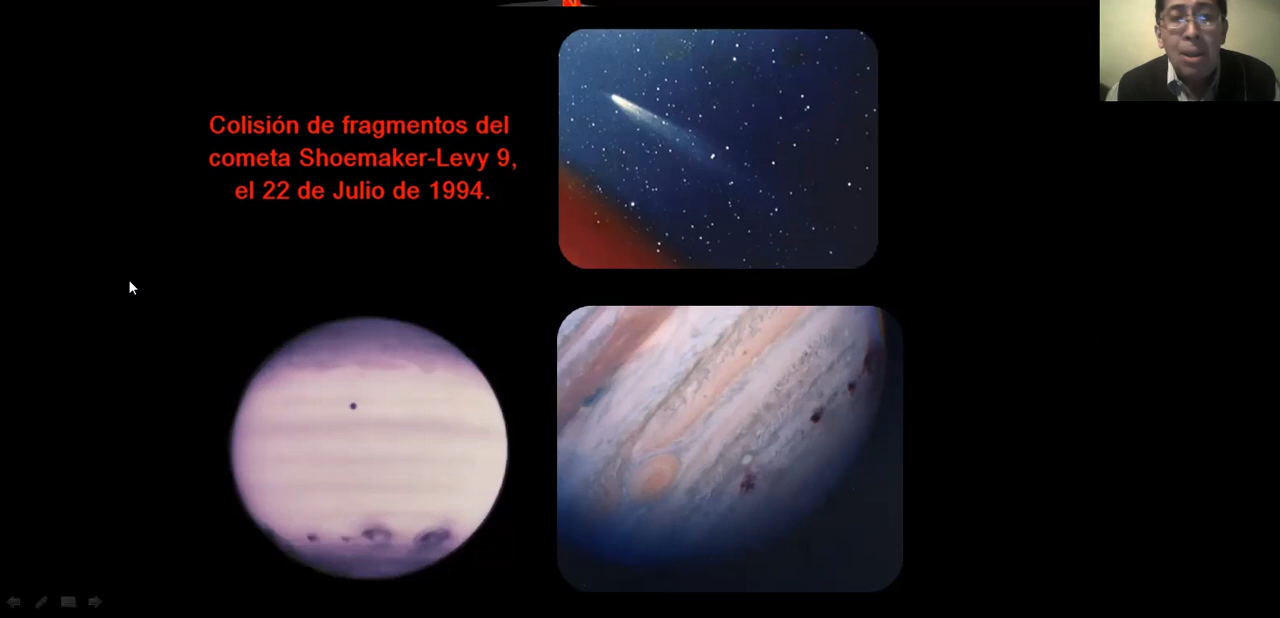 Colisión de fragmentos del
cometa Shoemaker-Levy 9,
el 22 de Julio de 1994.